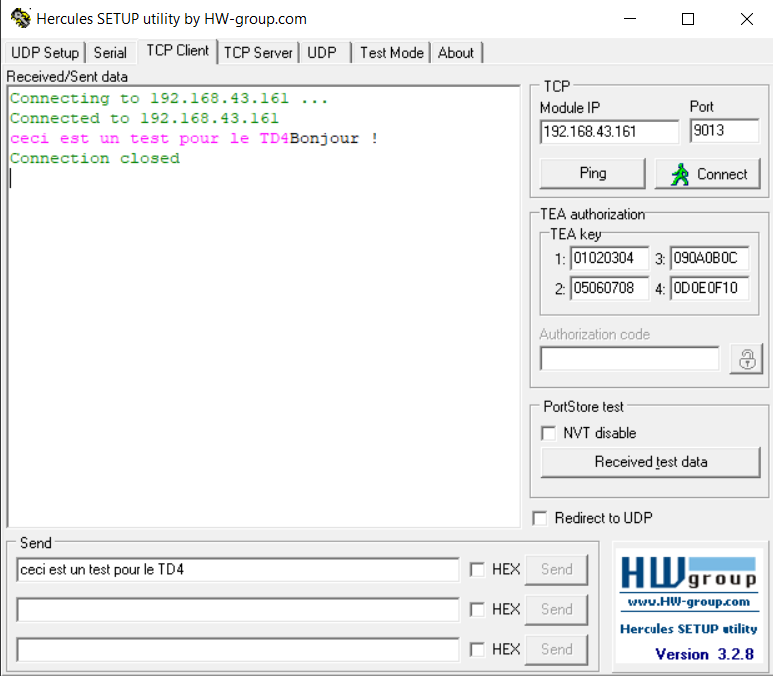 Hercules SETUP utility by HW-group.com
UDP Setup Serial TCP Client TCP Server UDP Test Mode About
Received/Sent data
Connecting to 192.168.43.161 ...
Connected to 192.168.43.161
ceci est un test pour le TD4Bonjour !
Connection closed
TCP
Module IP Port
192.168.43.161 9013
Ping Connect
TEA authorization
TEA key
1: 01020304 3: 090A0B0C
2: 05060708 4: 0D0E0F10
Authorization code
PortStore test
NVT disable
Received test data
Redirect to UDP
Send
ceci est un test pour le TD4 HEX Send
HEX Send
HEX Send
HW group
www.HW-group.com
Hercules SETUP utility
Version 3.2.8